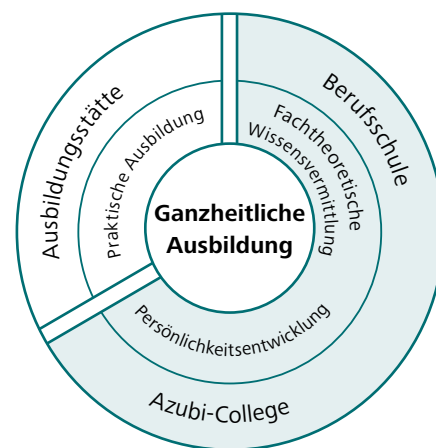 Ausbildungsstätte
Praktische Ausbildung
Berufsschule
Fachtheoretische
Wissensvermittlung
Ganzheitliche
Ausbildung
Persönlichkeitsentwicklung
Azubi-College